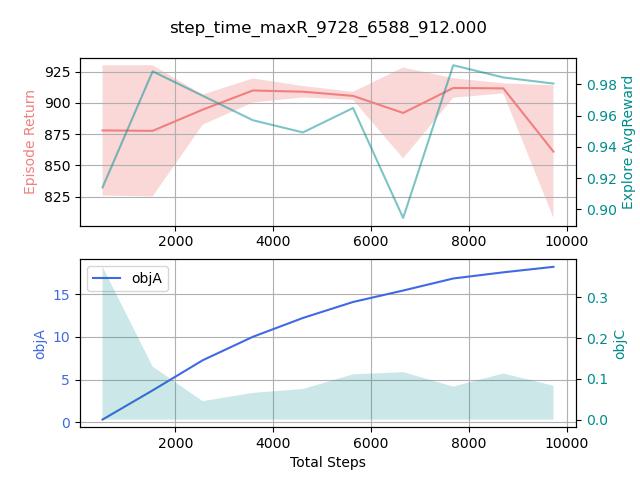 step_time_maxR_9728_6588_912.000
Episode Return
925
900
875
850
825
0.98
0.96
0.94
0.92
0.90
Explore AvgReward
2000 4000 6000 8000 10000
objA
objA
15
10
5
0
0.3
0.2
0.1
0.0
objC
2000 4000 6000 8000 10000
Total Steps